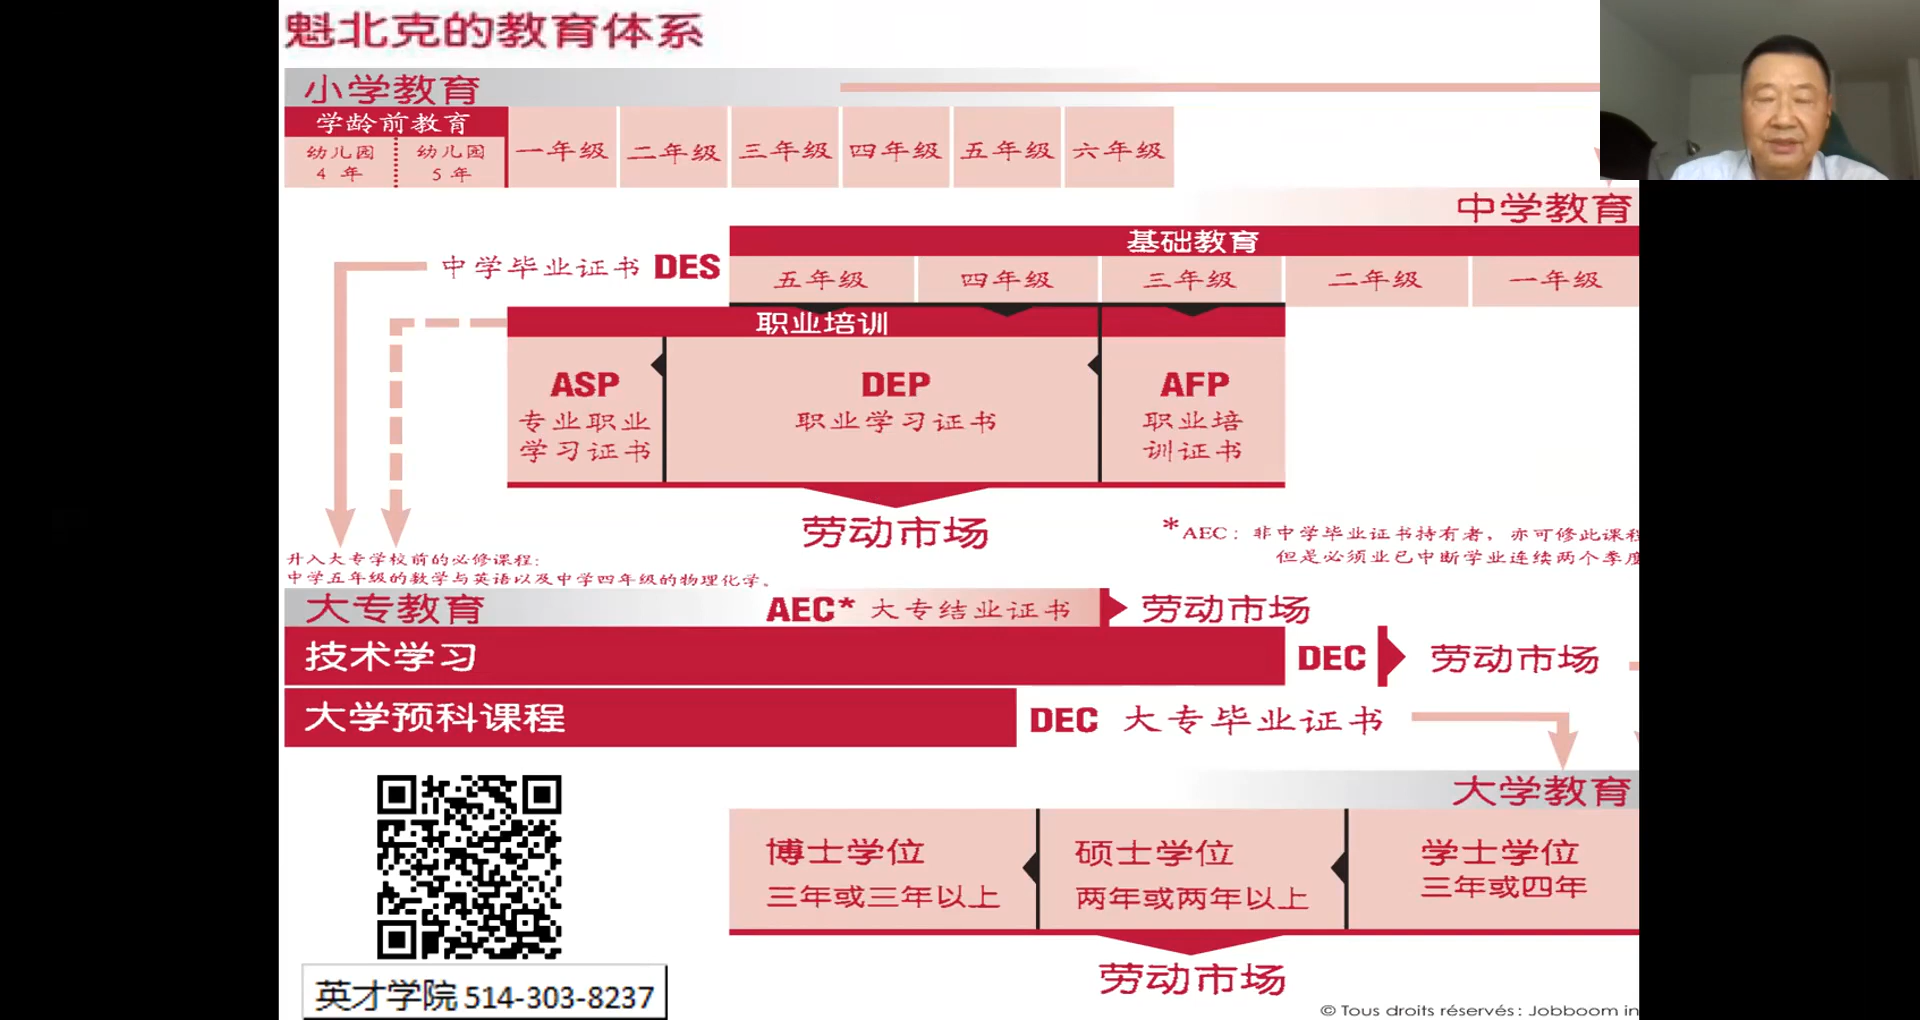 魁北克的教育体系
小学教育
学龄前教育
幼儿园
4 年
幼儿园
5 年
一年级
二年级
三年级
四年级
五年级
六年级
中学教育
基础教育
中学毕业证书 DES
五年级
四年级
三年级
二年级
一年级
职业培训
ASP
专业职业
学习证书
DEP
职业学习证书
AFP
职业培
训证书
劳动市场
*AEC：非中学毕业证书持有者，亦可修此课程
但是必须业已中断学业连续两个季度
升入大专学校前的必修课程：
中学五年级的数学与英语以及中学四年级的物理化学。
大专教育
AEC* 大专结业证书
劳动市场
技术学习
DEC
劳动市场
大学预科课程
DEC 大专毕业证书
大学教育
博士学位
三年或三年以上
硕士学位
两年或两年以上
学士学位
三年或四年
劳动市场
英才学院 514-303-8237
© Tous droits réservés : Jobboom in